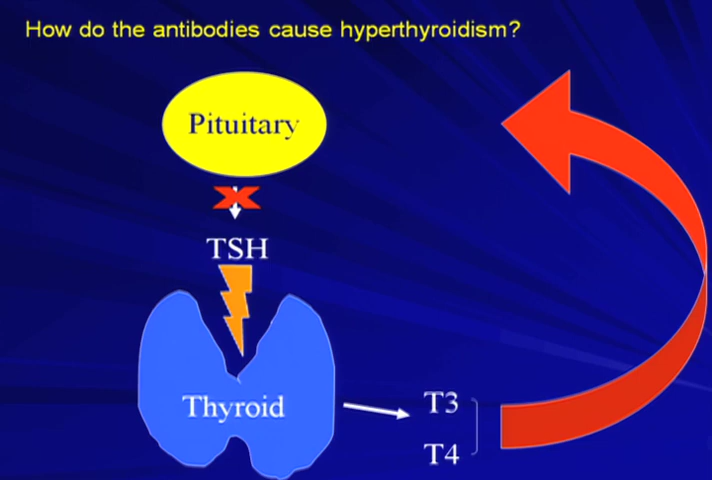 How do the antibodies cause hyperthyroidism?
Pituitary
TSH
Thyroid
T3
T4